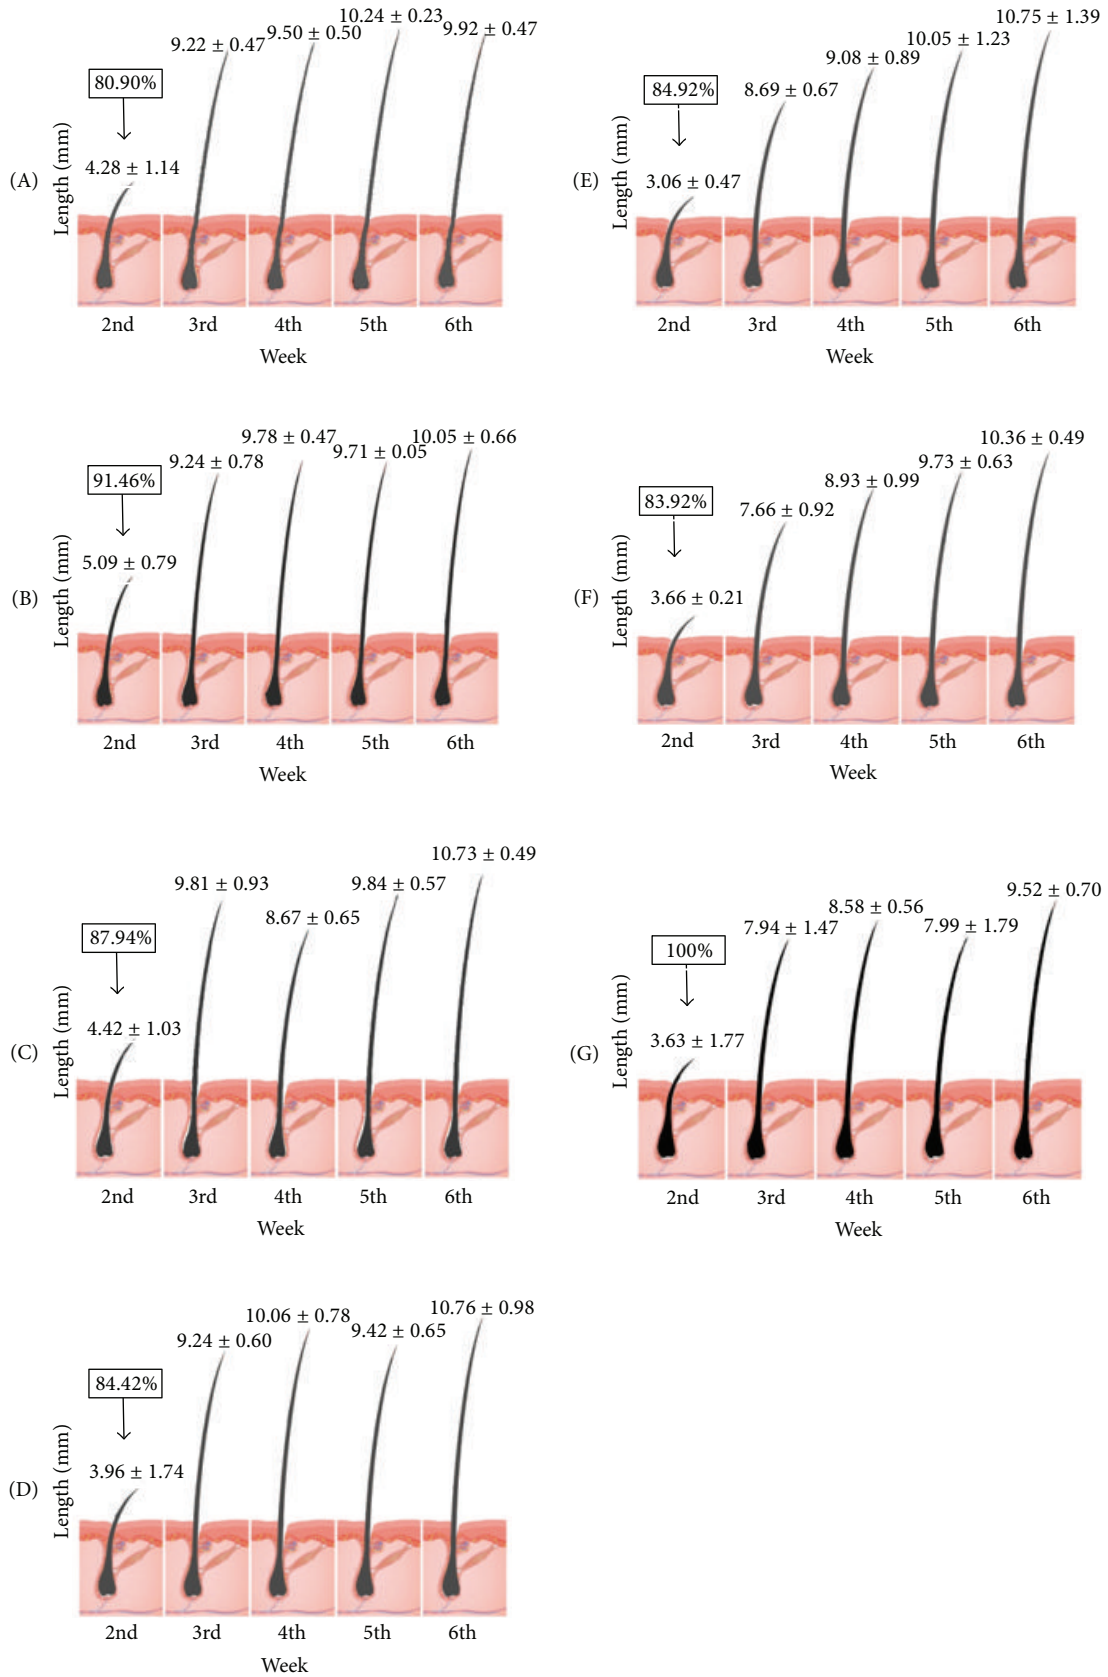 (A)
Length (mm)
80.90%
4.28 ± 1.14
9.22 ± 0.47
9.50 ± 0.50
10.24 ± 0.23
9.92 ± 0.47
2nd 3rd 4th 5th 6th
Week
(B)
Length (mm)
91.46%
5.09 ± 0.79
9.24 ± 0.78
9.78 ± 0.47
9.71 ± 0.05
10.05 ± 0.66
2nd 3rd 4th 5th 6th
Week
(C)
Length (mm)
87.94%
4.42 ± 1.03
9.81 ± 0.93
8.67 ± 0.65
9.84 ± 0.57
10.73 ± 0.49
2nd 3rd 4th 5th 6th
Week
(D)
Length (mm)
84.42%
3.96 ± 1.74
9.24 ± 0.60
10.06 ± 0.78
9.42 ± 0.65
10.76 ± 0.98
2nd 3rd 4th 5th 6th
Week
(E)
Length (mm)
84.92%
3.06 ± 0.47
8.69 ± 0.67
9.08 ± 0.89
10.05 ± 1.23
10.75 ± 1.39
2nd 3rd 4th 5th 6th
Week
(F)
Length (mm)
83.92%
3.66 ± 0.21
7.66 ± 0.92
8.93 ± 0.99
9.73 ± 0.63
10.36 ± 0.49
2nd 3rd 4th 5th 6th
Week
(G)
Length (mm)
100%
3.63 ± 1.77
7.94 ± 1.47
8.58 ± 0.56
7.99 ± 1.79
9.52 ± 0.70
2nd 3rd 4th 5th 6th
Week